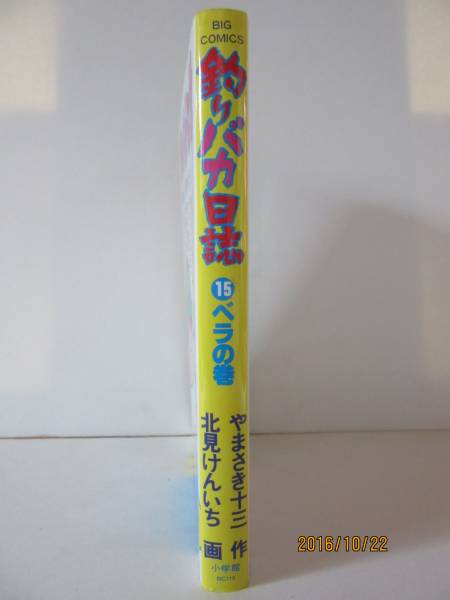 BIG
COMICS
釣りバカ日誌
15 ベラの巻
やまさき十三 作
北見けんいち 画
小学館
2016/10/22